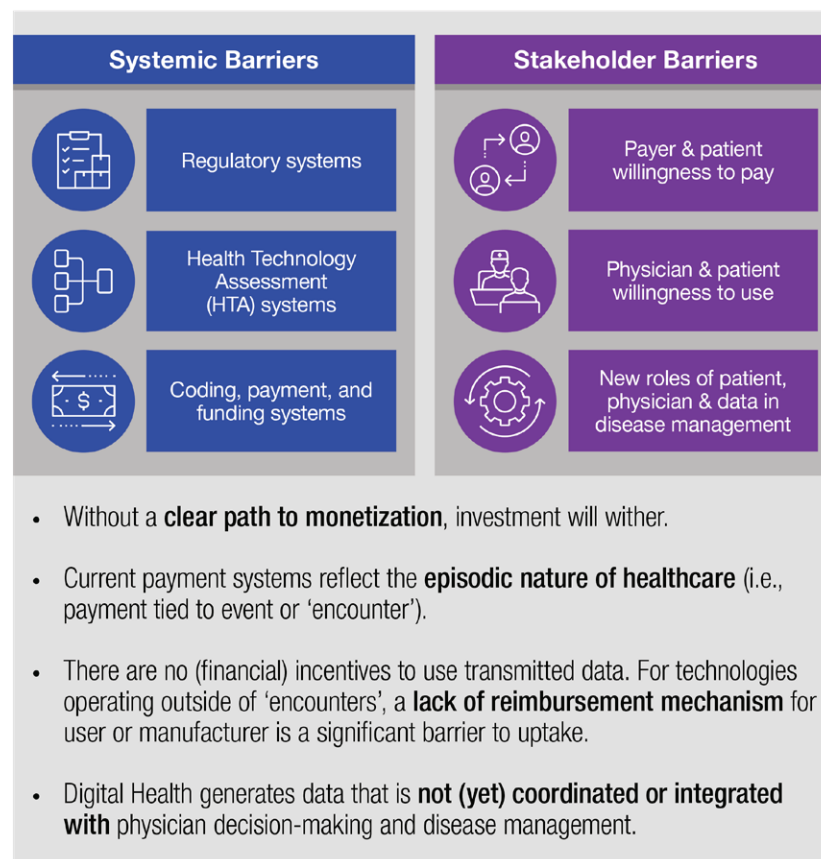 Systemic Barriers
Regulatory systems
Health Technology
Assessment
(HTA) systems
$
Coding, payment, and
funding systems
Stakeholder Barriers
Payer & patient
willingness to pay
Physician & patient
willingness to use
New roles of patient,
physician & data in
disease management
• Without a clear path to monetization, investment will wither.
• Current payment systems reflect the episodic nature of healthcare (i.e.,
payment tied to event or ‘encounter’).
• There are no (financial) incentives to use transmitted data. For technologies
operating outside of ‘encounters’, a lack of reimbursement mechanism for
user or manufacturer is a significant barrier to uptake.
• Digital Health generates data that is not (yet) coordinated or integrated
with physician decision-making and disease management.